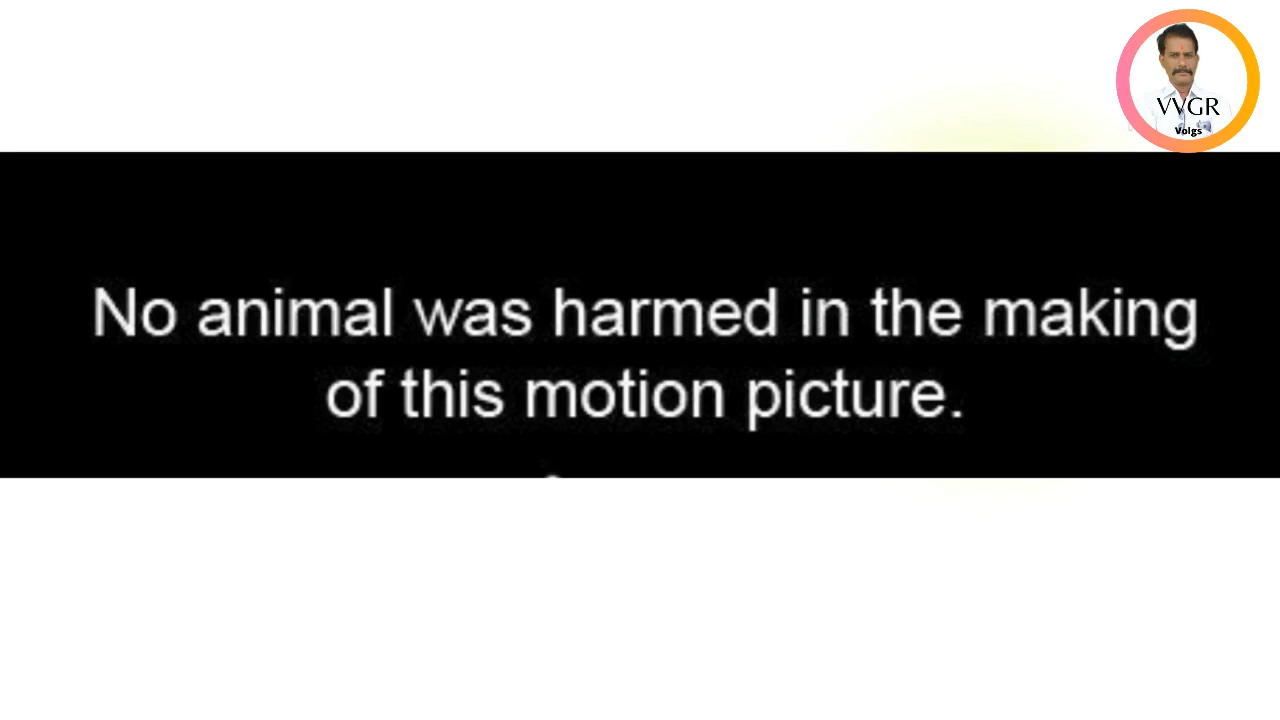 VVGR
Volgs
No animal was harmed in the making
of this motion picture.